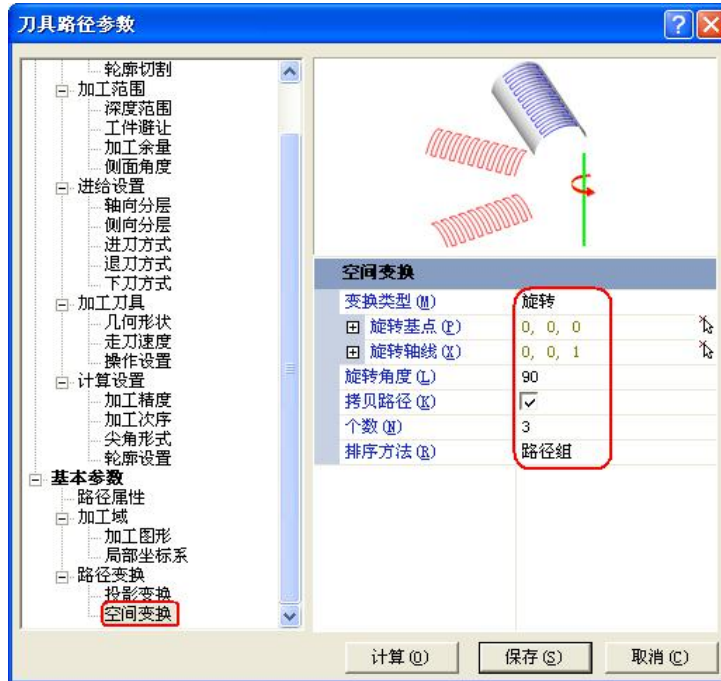 刀具路径参数
轮廓切割
加工范围
深度范围
工件避让
加工余量
侧面角度
进给设置
轴向分层
侧向分层
进刀方式
退刀方式
下刀方式
加工刀具
几何形状
走刀速度
操作设置
计算设置
加工精度
加工次序
尖角形式
轮廓设置
基本参数
路径属性
加工域
加工图形
局部坐标系
路径变换
投影变换
空间变换
空间变换
变换类型(M) 旋转
旋转基点(P) 0, 0, 0
旋转轴线(X) 0, 0, 1
旋转角度(L) 90
拷贝路径(K)
个数(N) 3
排序方法(R) 路径组
计算(O) 保存(S) 取消(C)